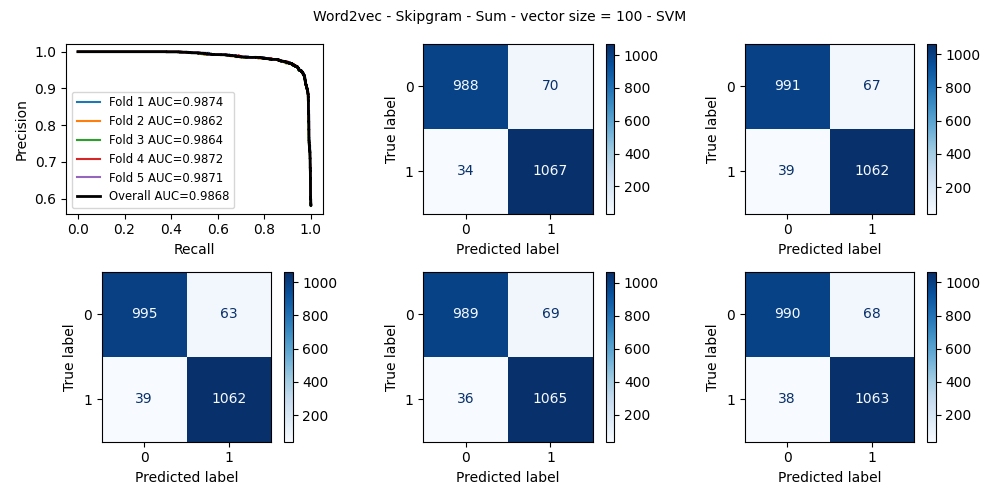 Word2vec - Skipgram - Sum - vector size = 100 - SVM
1.0
0.9
0.8
0.7
0.6
Precision
Fold 1 AUC=0.9874
Fold 2 AUC=0.9862
Fold 3 AUC=0.9864
Fold 4 AUC=0.9872
Fold 5 AUC=0.9871
Overall AUC=0.9868
0.0 0.2 0.4 0.6 0.8 1.0
Recall
True label
0 988 70
1 34 1067
0 1
Predicted label
1000
800
600
400
200
True label
0 991 67
1 39 1062
0 1
Predicted label
1000
800
600
400
200
True label
0 995 63
1 39 1062
0 1
Predicted label
1000
800
600
400
200
True label
0 989 69
1 36 1065
0 1
Predicted label
1000
800
600
400
200
True label
0 990 68
1 38 1063
0 1
Predicted label
1000
800
600
400
200